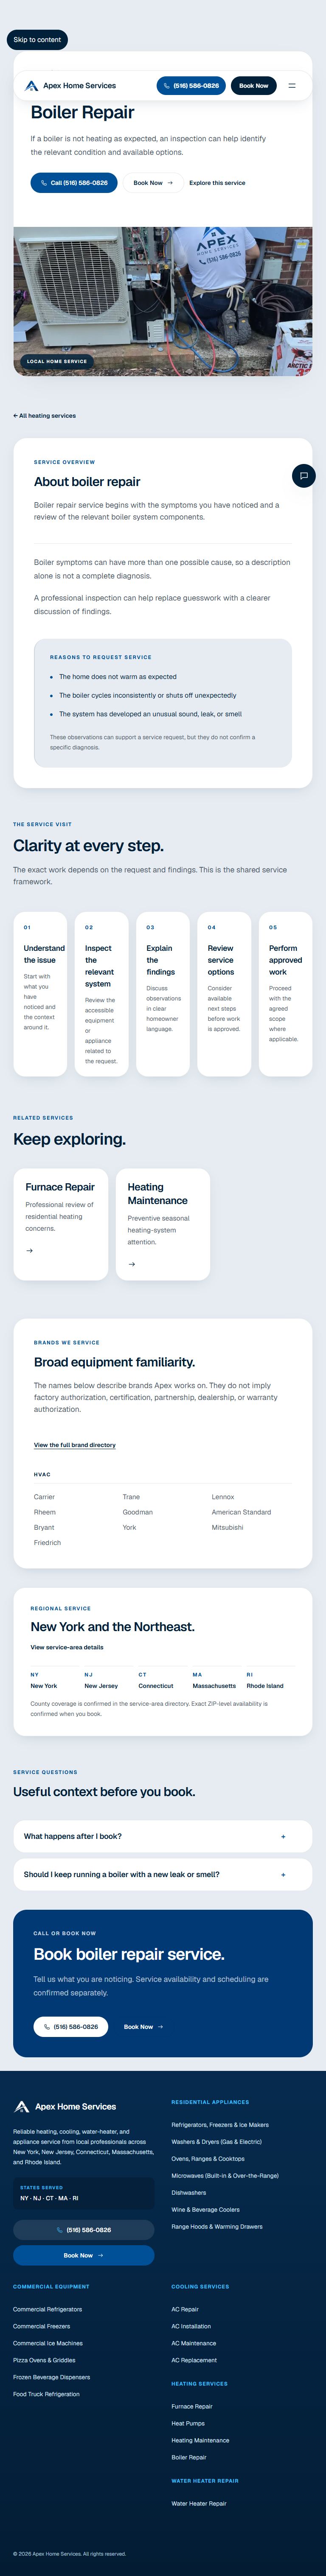 Skip to content
Apex Home Services
(516) 586-0826
Book Now
Boiler Repair
If a boiler is not heating as expected, an inspection can help identify
the relevant condition and available options.
Call (516) 586-0826
Book Now →
Explore this service
APEX
HOME SERVICES
(516) 586-0826
ARCTIC
LOCAL HOME SERVICE
← All heating services
SERVICE OVERVIEW
About boiler repair
Boiler repair service begins with the symptoms you have noticed and a
review of the relevant boiler system components.
Boiler symptoms can have more than one possible cause, so a description
alone is not a complete diagnosis.
A professional inspection can help replace guesswork with a clearer
discussion of findings.
REASONS TO REQUEST SERVICE
The home does not warm as expected
The boiler cycles inconsistently or shuts off unexpectedly
The system has developed an unusual sound, leak, or smell
These observations can support a service request, but they do not confirm a
specific diagnosis.
THE SERVICE VISIT
Clarity at every step.
The exact work depends on the request and findings. This is the shared service
framework.
01
Understand
the issue
Start with
what you
have
noticed and
the context
around it.
02
Inspect
the
relevant
system
Review the
accessible
equipment
or
appliance
related to
the request.
03
Explain
the
findings
Discuss
observations
in clear
homeowner
language.
04
Review
service
options
Consider
available
next steps
before work
is approved.
05
Perform
approved
work
Proceed
with the
agreed
scope
where
applicable.
RELATED SERVICES
Keep exploring.
Furnace Repair
Professional review of
residential heating
concerns.
→
Heating
Maintenance
Preventive seasonal
heating-system
attention.
→
BRANDS WE SERVICE
Broad equipment familiarity.
The names below describe brands Apex works on. They do not imply
factory authorization, certification, partnership, dealership, or warranty
authorization.
View the full brand directory
HVAC
Carrier
Trane
Lennox
Rheem
Goodman
American Standard
Bryant
York
Mitsubishi
Friedrich
REGIONAL SERVICE
New York and the Northeast.
View service-area details
NY
New York
NJ
New Jersey
CT
Connecticut
MA
Massachusetts
RI
Rhode Island
County coverage is confirmed in the service-area directory. Exact ZIP-level availability is
confirmed when you book.
SERVICE QUESTIONS
Useful context before you book.
What happens after I book? +
Should I keep running a boiler with a new leak or smell? +
CALL OR BOOK NOW
Book boiler repair service.
Tell us what you are noticing. Service availability and scheduling are
confirmed separately.
(516) 586-0826
Book Now →
Apex Home Services
Reliable heating, cooling, water-heater, and
appliance service from local professionals across
New York, New Jersey, Connecticut, Massachusetts,
and Rhode Island.
STATES SERVED
NY · NJ · CT · MA · RI
(516) 586-0826
Book Now →
RESIDENTIAL APPLIANCES
Refrigerators, Freezers & Ice Makers
Washers & Dryers (Gas & Electric)
Ovens, Ranges & Cooktops
Microwaves (Built-in & Over-the-Range)
Dishwashers
Wine & Beverage Coolers
Range Hoods & Warming Drawers
COMMERCIAL EQUIPMENT
Commercial Refrigerators
Commercial Freezers
Commercial Ice Machines
Pizza Ovens & Griddles
Frozen Beverage Dispensers
Food Truck Refrigeration
COOLING SERVICES
AC Repair
AC Installation
AC Maintenance
AC Replacement
HEATING SERVICES
Furnace Repair
Heat Pumps
Heating Maintenance
Boiler Repair
WATER HEATER REPAIR
Water Heater Repair
© 2026 Apex Home Services. All rights reserved.